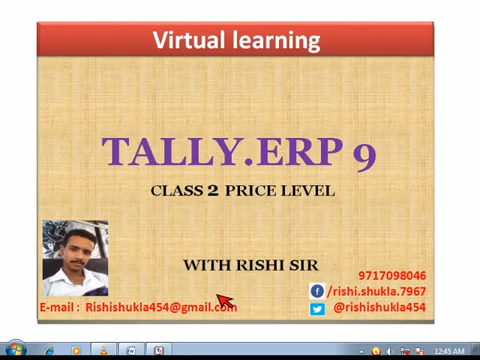 Virtual learning
TALLY.ERP 9
CLASS 2 PRICE LEVEL
WITH RISHI SIR
9717098046
/rishi.shukla.7967
E-mail : Rishishukla454@gmail.com
@rishishukla454
12:45 AM